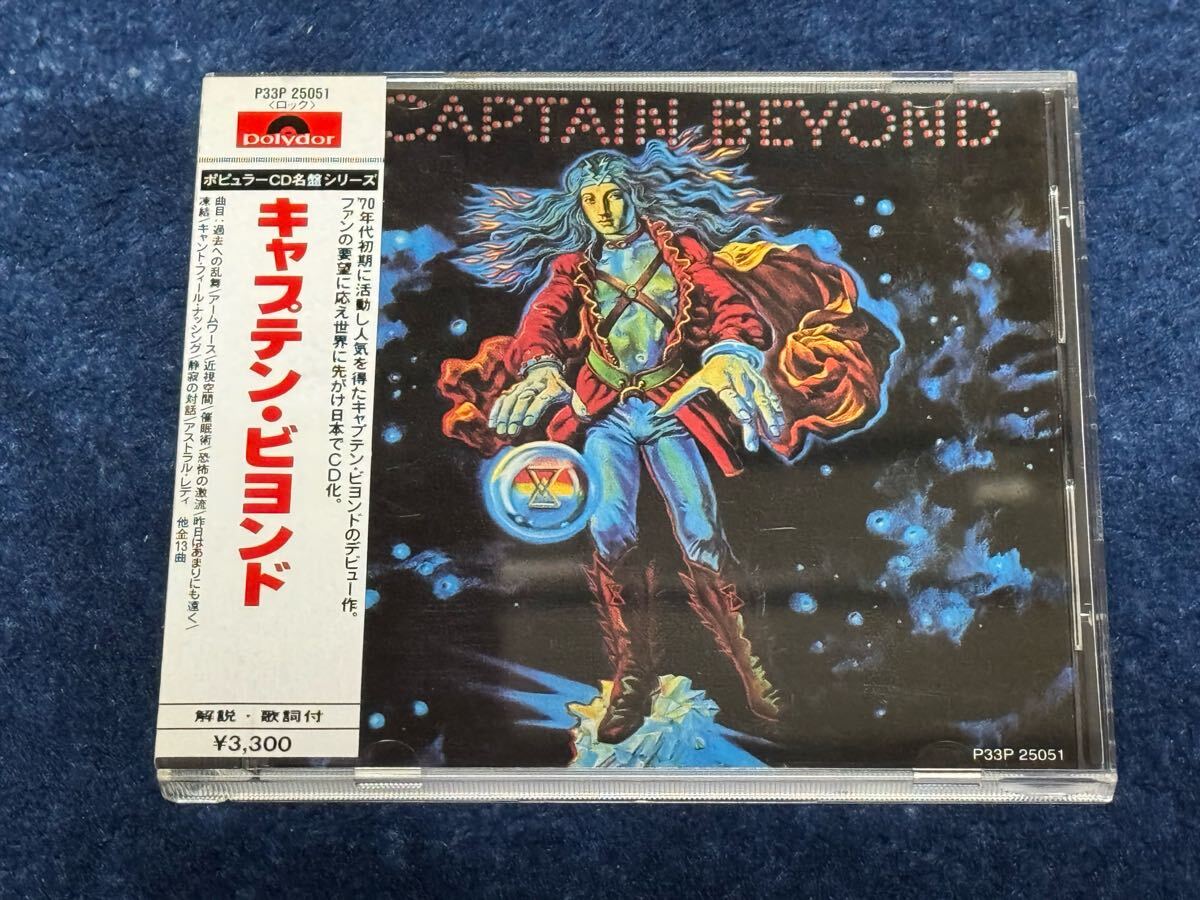 P33P 25051
〈ロック〉
polydor
ポピュラーCD名盤シリーズ
キャプテン・ビヨンド
'70年代初期に活動し人気を得たキャプテン・ビヨンドのデビュー作。
ファンの要望に応え世界に先がけ日本でCD化。
曲目:過去への乱舞/アームワース/近視空間/催眠術/恐怖の激流/昨日はあまりにも遠く/
凍結/キャント・フィール・ナッシング/静寂の対話/アストラル・レディ 他全13曲
解説・歌詞付
¥3,300
CAPTAIN BEYOND
P33P 25051